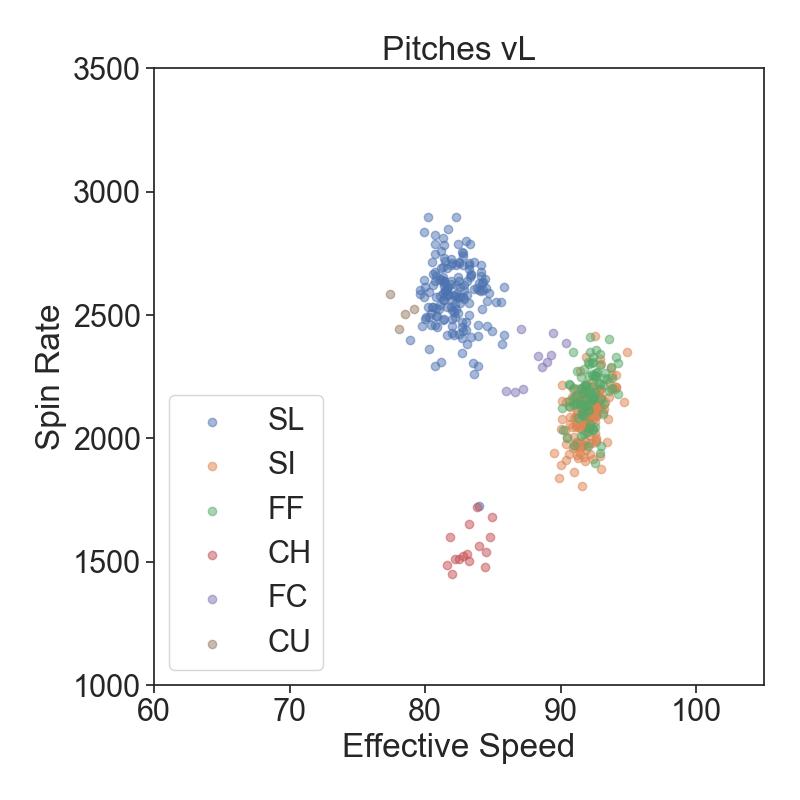 Pitches vL
3500
3000
2500
2000
1500
1000
Spin Rate
SL
SI
FF
CH
FC
CU
60 70 80 90 100
Effective Speed